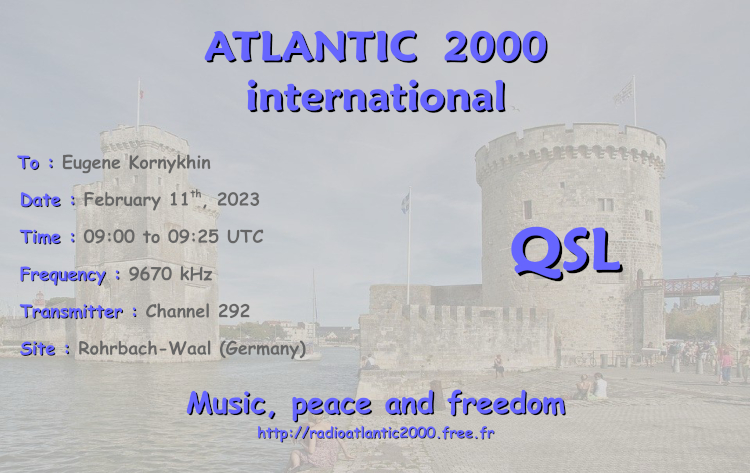 ATLANTIC 2000
international
To : Eugene Kornykhin
Date : February 11th, 2023
Time : 09:00 to 09:25 UTC
QSL
Frequency : 9670 kHz
Transmitter : Channel 292
Site : Rohrbach-Waal (Germany)
Music, peace and freedom
http://radioatlantic2000.free.fr